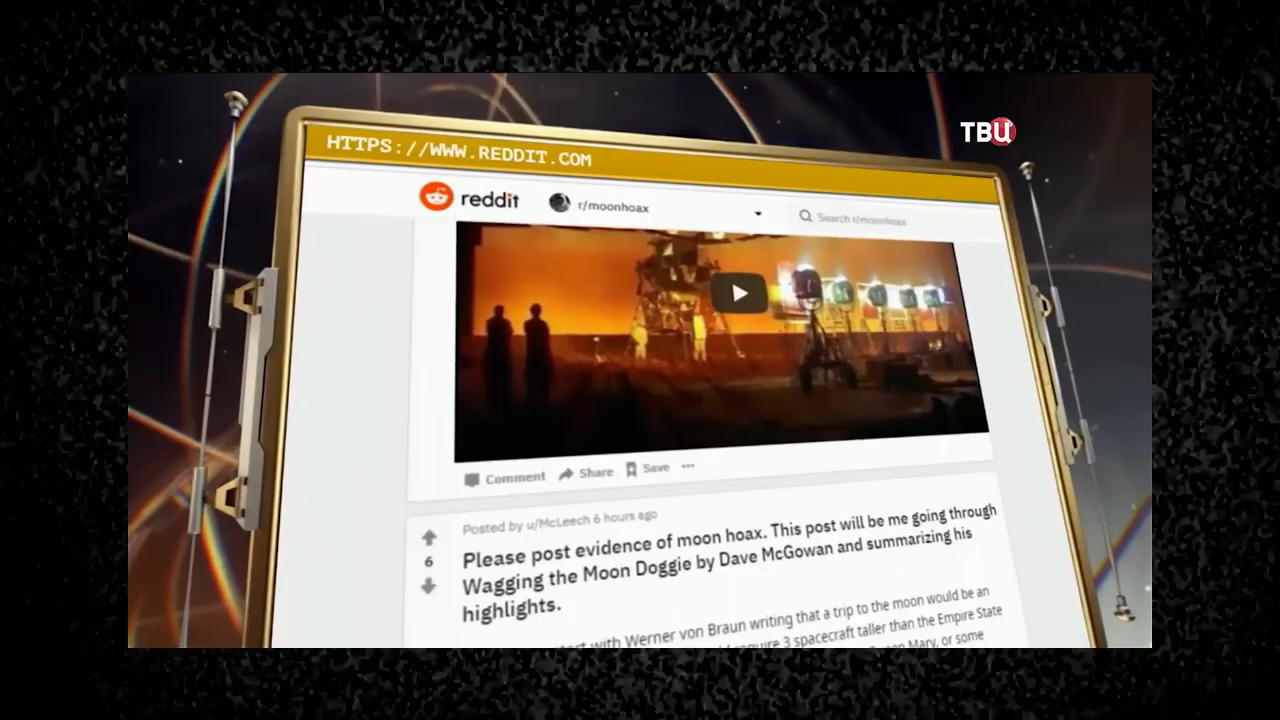 ТВЦ
HTTPS://WWW.REDDIT.COM
reddit
r/moonhoax
Search r/moonhoax
Comment
Share
Save
Posted by u/McLeech 6 hours ago
6
Please post evidence of moon hoax. This post will be me going through
Wagging the Moon Doggie by Dave McGowan and summarizing his
highlights.
with Werner von Braun writing that a trip to the moon would be an
3 spacecraft taller than the Empire State
Mary, or some